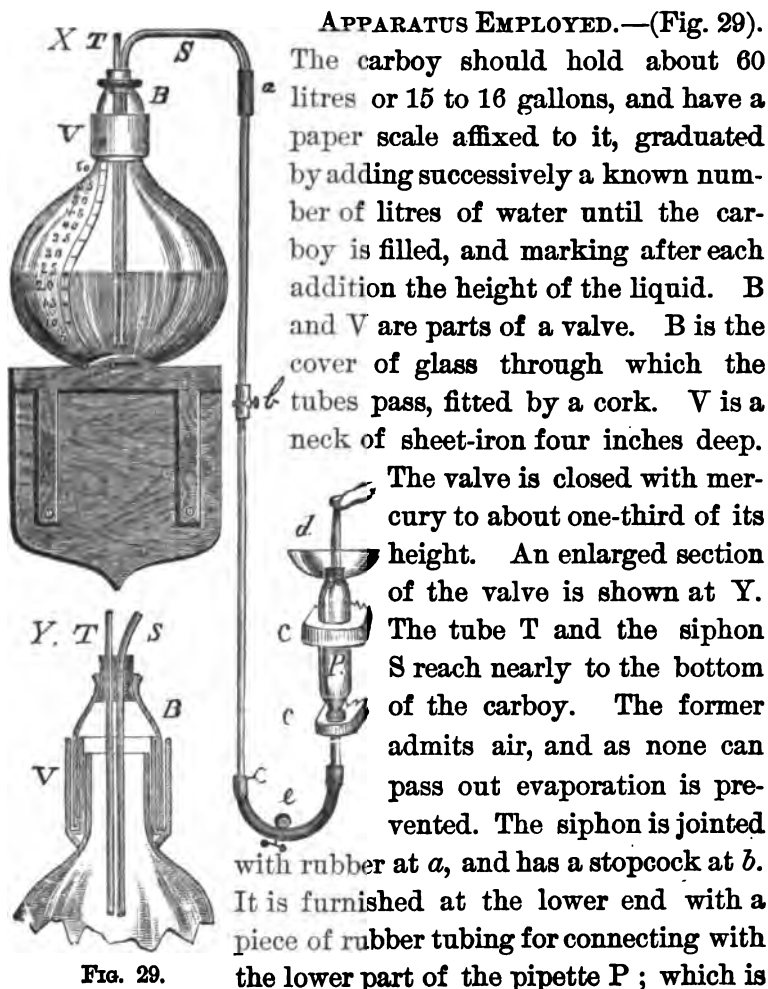 APPARATUS EMPLOYED.—(Fig. 29).
The carboy should hold about 60
litres or 15 to 16 gallons, and have a
paper scale affixed to it, graduated
by adding successively a known num-
ber of litres of water until the car-
boy is filled, and marking after each
addition the height of the liquid. B
and V are parts of a valve. B is the
cover of glass through which the
tubes pass, fitted by a cork. V is a
neck of sheet-iron four inches deep.
The valve is closed with mer-
cury to about one-third of its
height. An enlarged section
of the valve is shown at Y.
The tube T and the siphon
S reach nearly to the bottom
of the carboy. The former
admits air, and as none can
pass out evaporation is pre-
vented. The siphon is jointed
with rubber at a, and has a stopcock at b.
It is furnished at the lower end with a
piece of rubber tubing for connecting with
the lower part of the pipette P ; which is
X T S
a
B
V
b
d.
C
P.
C
c
e
Y. T S
B
V
FIG. 29.